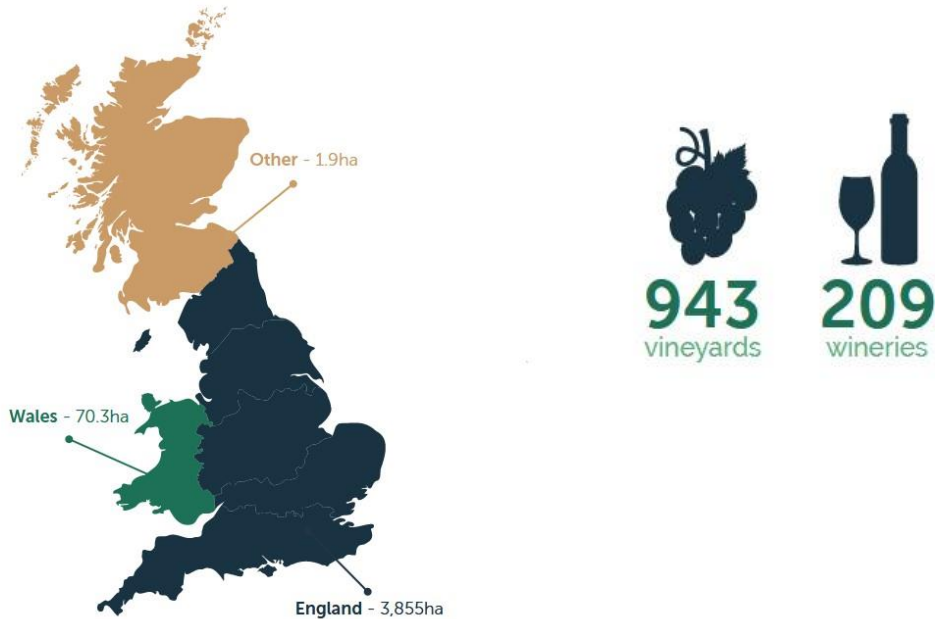 Other - 1.9ha
943
vineyards
209
wineries
Wales - 70.3ha
England - 3,855ha